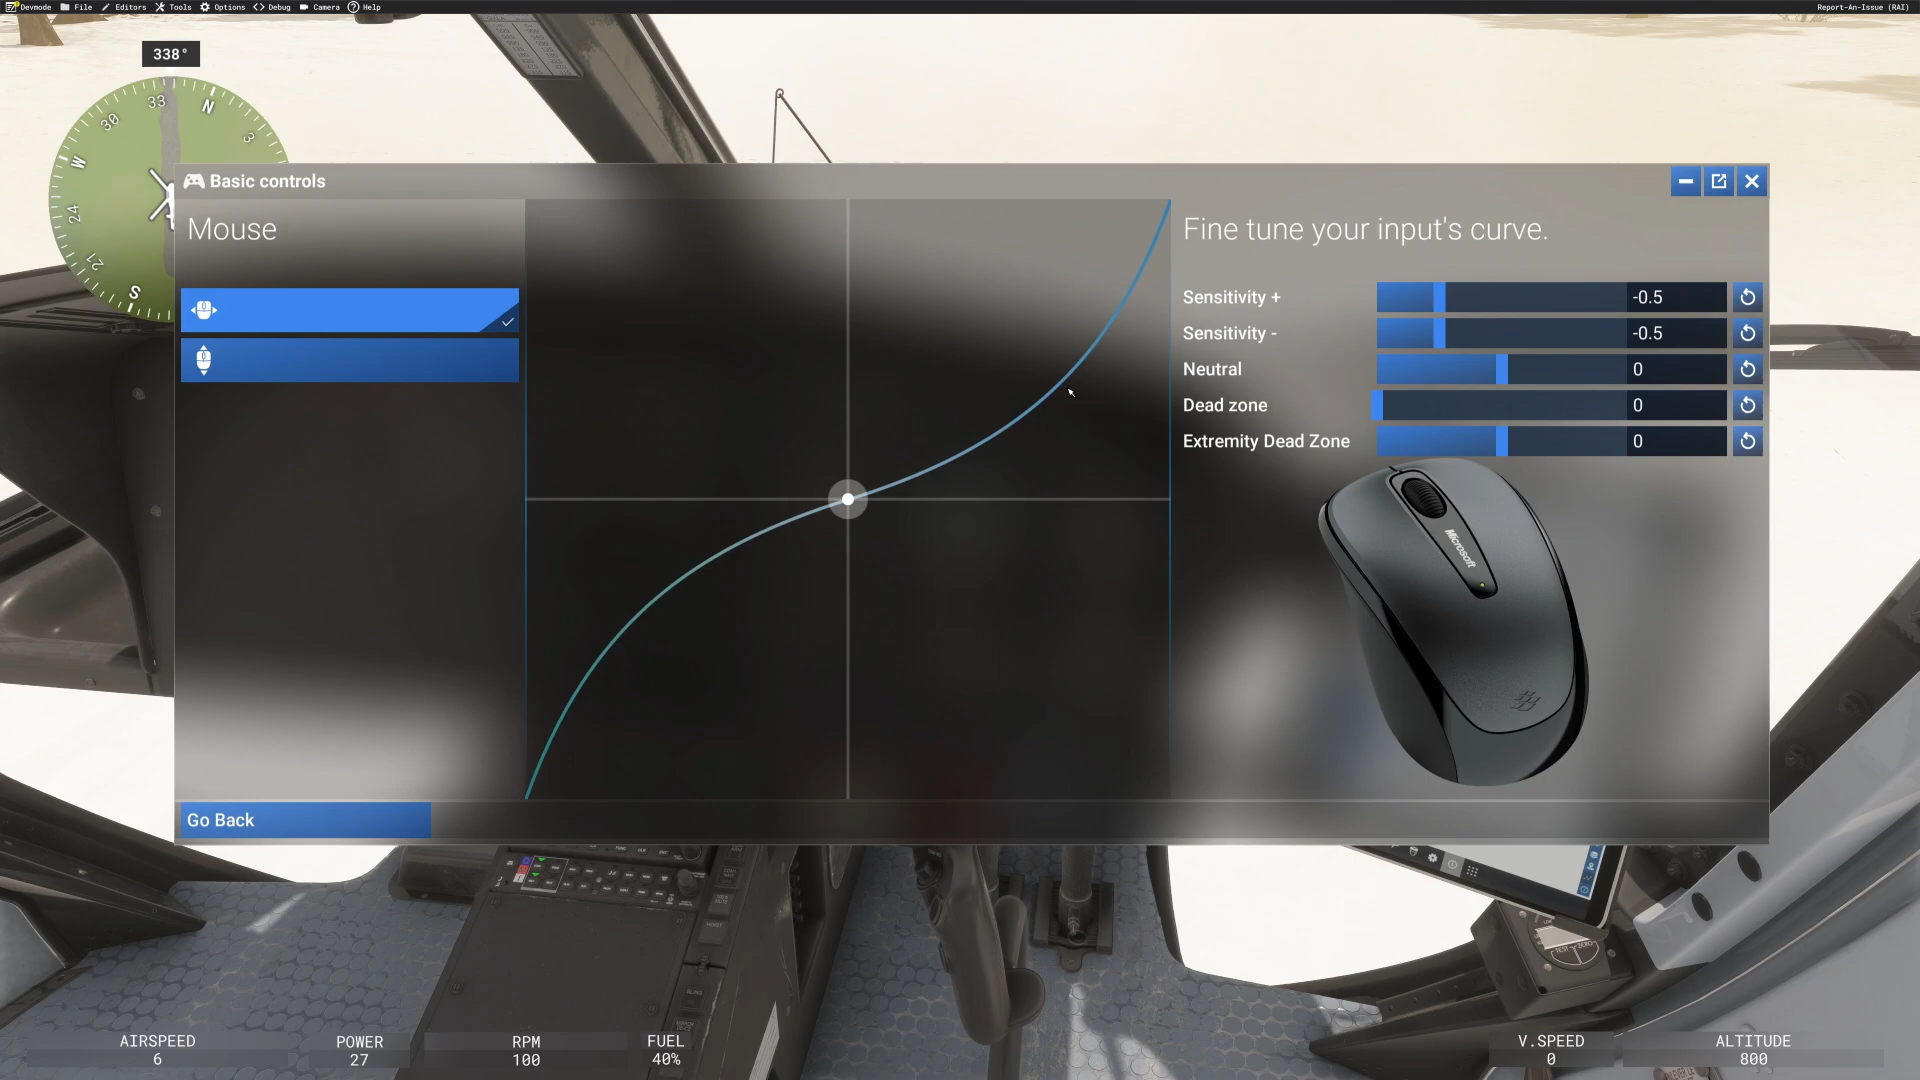 Devmode File Editors Tools Options Debug Camera Help
Report-An-Issue (RAI)
338°
33
N
3
30
W
24
21
S
Basic controls
Mouse
Fine tune your input's curve.
Sensitivity + -0.5
Sensitivity - -0.5
Neutral 0
Dead zone 0
Extremity Dead Zone 0
Microsoft
Go Back
HOIST
AIRSPEED
6
POWER
27
RPM
100
FUEL
40%
V.SPEED
0
ALTITUDE
800